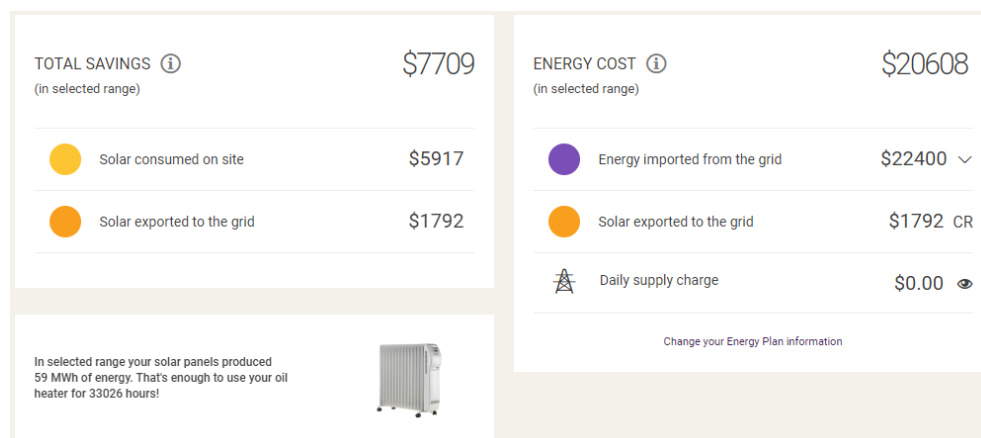 TOTAL SAVINGS
$7709
(in selected range)
Solar consumed on site
$5917
Solar exported to the grid
$1792
In selected range your solar panels produced
59 MWh of energy. That's enough to use your oil
heater for 33026 hours!
ENERGY COST
$20608
(in selected range)
Energy imported from the grid
$22400
Solar exported to the grid
$1792 CR
Daily supply charge
$0.00
Change your Energy Plan information